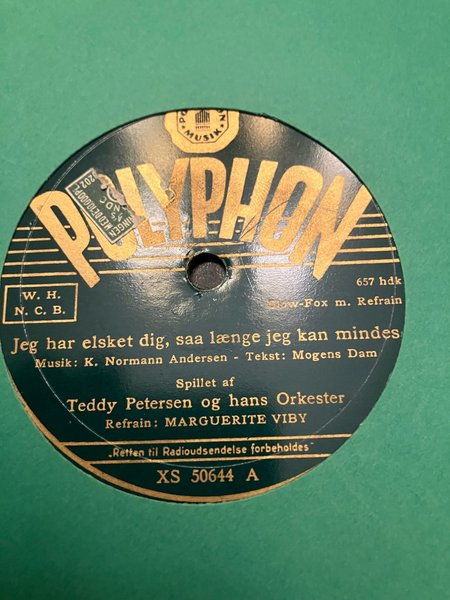 MUSIK
POLYPHON
W. H.
N. C. B.
657 hdk
Slow-Fox m. Refrain
Jeg har elsket dig, saa længe jeg kan mindes
Musik: K. Normann Andersen - Tekst: Mogens Dam
Spillet af
Teddy Petersen og hans Orkester
Refrain: MARGUERITE VIBY
„Retten til Radioudsendelse forbeholdes"
XS 50644 A